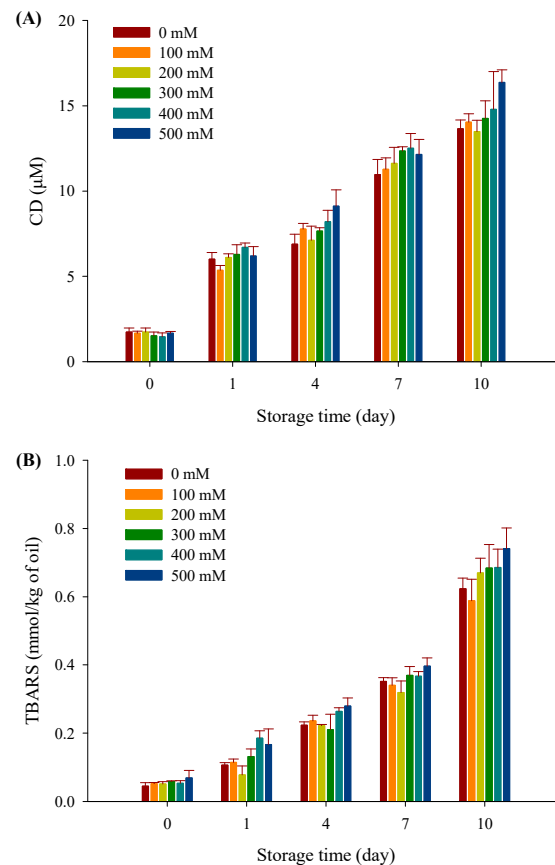 (A)
20
15
10
5
0
CD (μM)
0 mM
100 mM
200 mM
300 mM
400 mM
500 mM
0 1 4 7 10
Storage time (day)
(B)
1.0
0.8
0.6
0.4
0.2
0.0
TBARS (mmol/kg of oil)
0 mM
100 mM
200 mM
300 mM
400 mM
500 mM
0 1 4 7 10
Storage time (day)